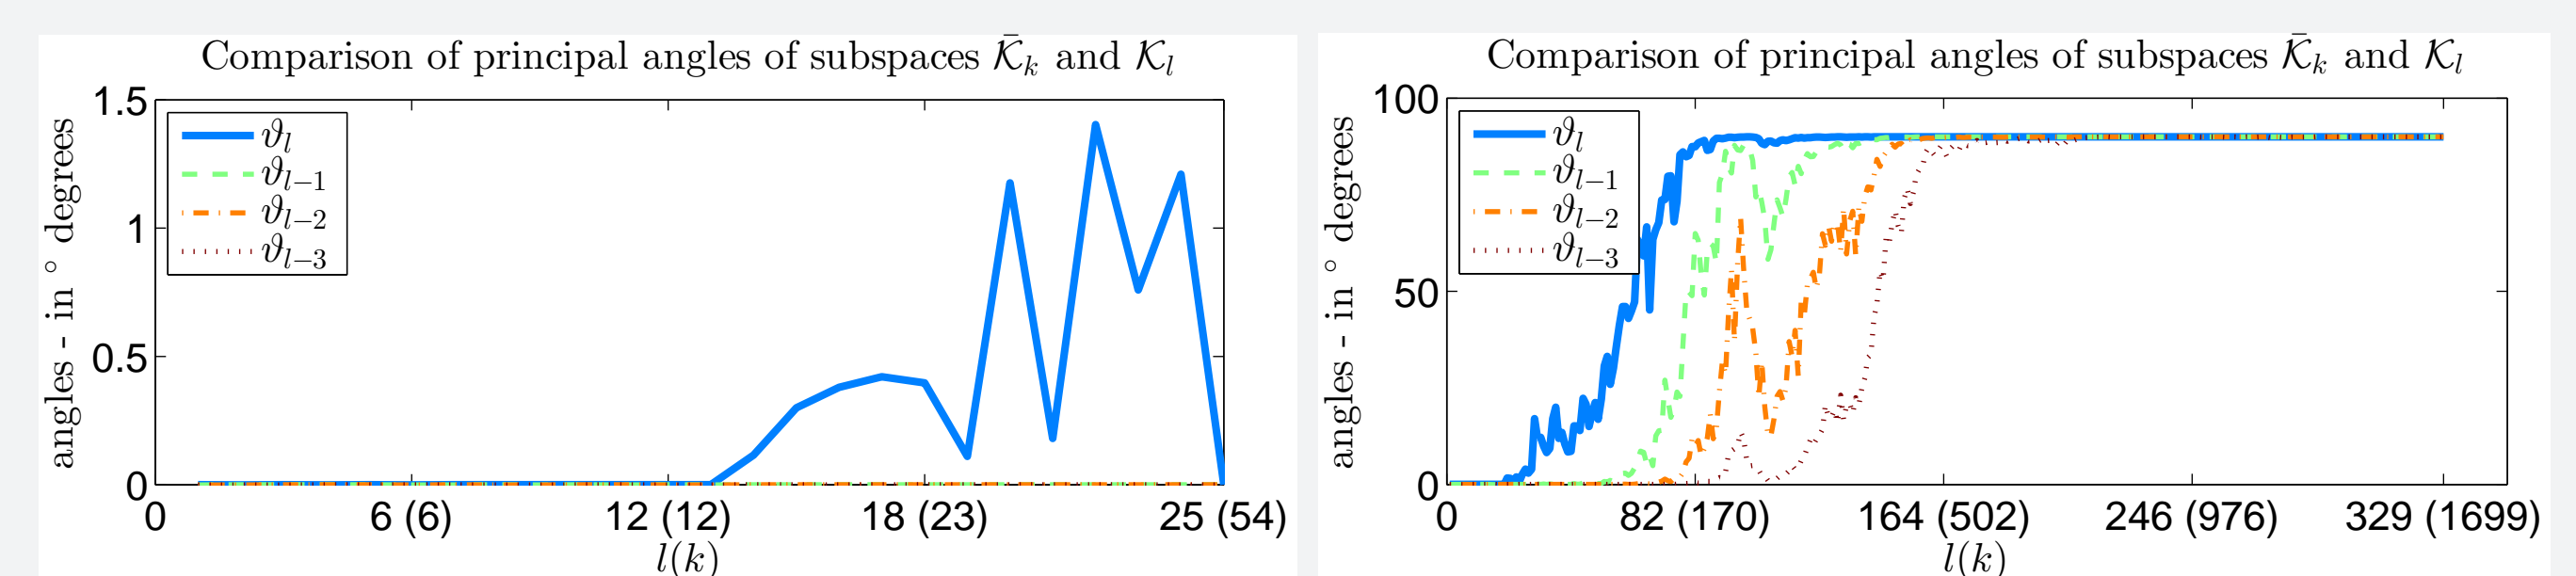 Comparison of principal angles of subspaces 𝒦̄ₖ and 𝒦ₗ
angles - in ° degrees
1.5
1
0.5
0
ϑₗ
ϑₗ₋₁
ϑₗ₋₂
ϑₗ₋₃
0 6 (6) 12 (12) 18 (23) 25 (54)
l(k)
Comparison of principal angles of subspaces 𝒦̄ₖ and 𝒦ₗ
angles - in ° degrees
100
50
0
ϑₗ
ϑₗ₋₁
ϑₗ₋₂
ϑₗ₋₃
0 82 (170) 164 (502) 246 (976) 329 (1699)
l(k)